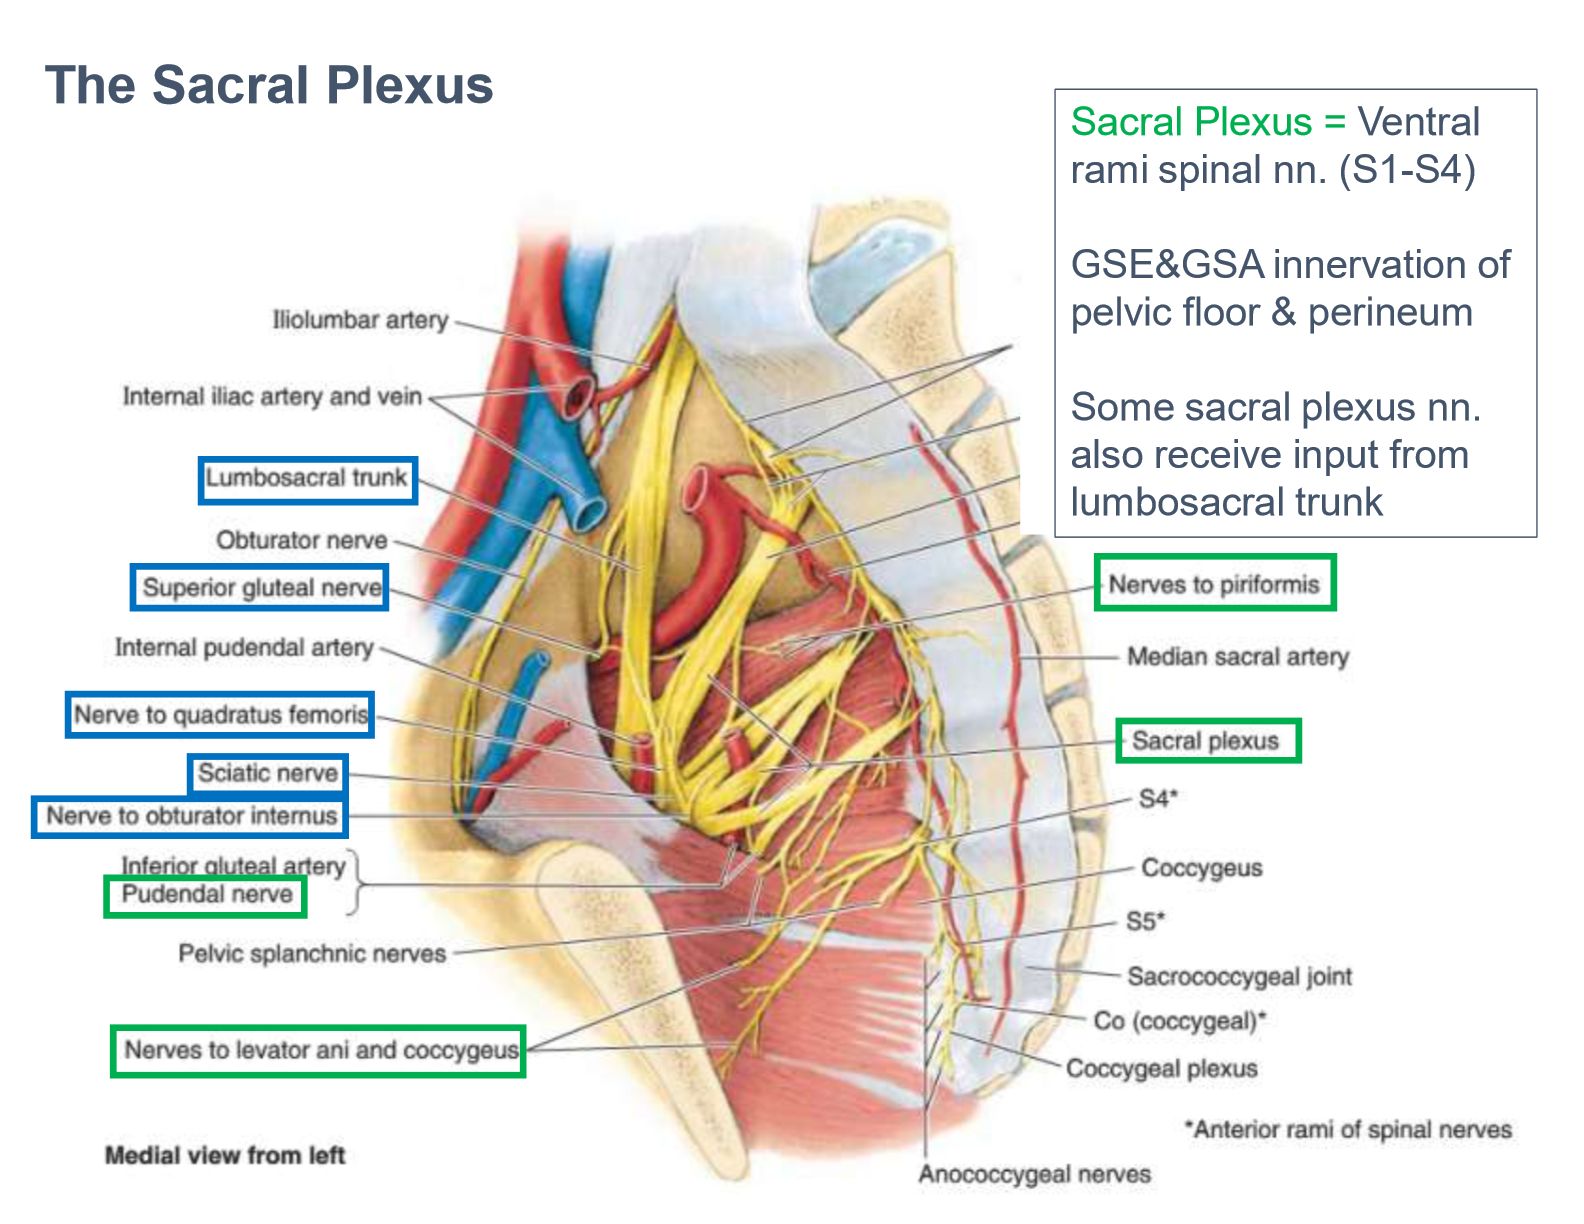 The Sacral Plexus
Sacral Plexus = Ventral
rami spinal nn. (S1-S4)
GSE&GSA innervation of
pelvic floor & perineum
Some sacral plexus nn.
also receive input from
lumbosacral trunk
Iliolumbar artery
Internal iliac artery and vein
Lumbosacral trunk
Obturator nerve
Superior gluteal nerve
Internal pudendal artery
Nerve to quadratus femoris
Sciatic nerve
Nerve to obturator internus
Inferior gluteal artery
Pudendal nerve
Pelvic splanchnic nerves
Nerves to levator ani and coccygeus
Medial view from left
Nerves to piriformis
Median sacral artery
Sacral plexus
S4*
Coccygeus
S5*
Sacrococcygeal joint
Co (coccygeal)*
Coccygeal plexus
*Anterior rami of spinal nerves
Anococcygeal nerves